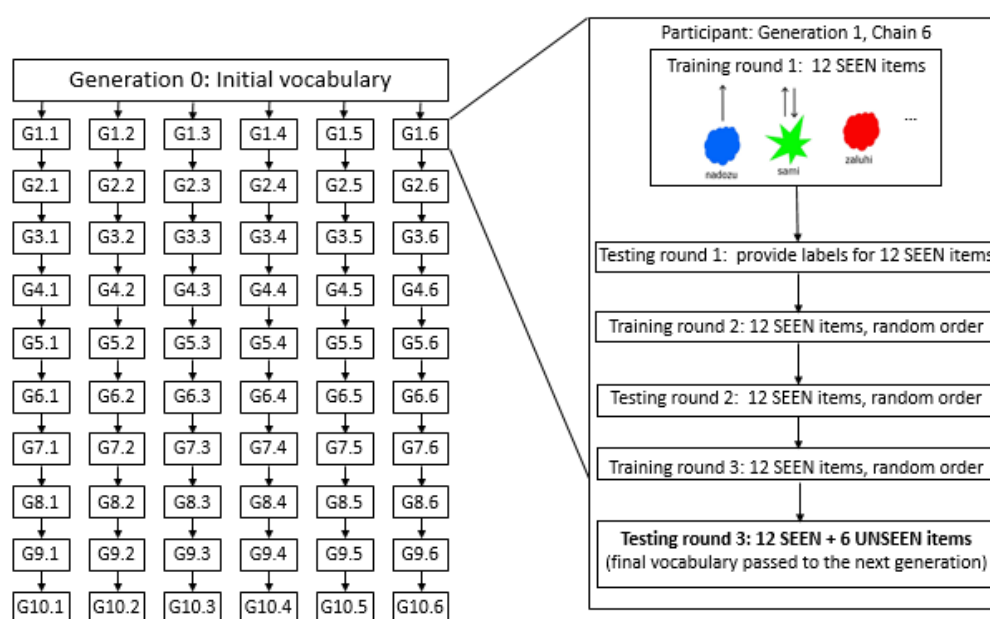 Generation 0: Initial vocabulary
G1.1 G1.2 G1.3 G1.4 G1.5 G1.6
G2.1 G2.2 G2.3 G2.4 G2.5 G2.6
G3.1 G3.2 G3.3 G3.4 G3.5 G3.6
G4.1 G4.2 G4.3 G4.4 G4.5 G4.6
G5.1 G5.2 G5.3 G5.4 G5.5 G5.6
G6.1 G6.2 G6.3 G6.4 G6.5 G6.6
G7.1 G7.2 G7.3 G7.4 G7.5 G7.6
G8.1 G8.2 G8.3 G8.4 G8.5 G8.6
G9.1 G9.2 G9.3 G9.4 G9.5 G9.6
G10.1 G10.2 G10.3 G10.4 G10.5 G10.6
Participant: Generation 1, Chain 6
Training round 1: 12 SEEN items
...
nadozu sami zaluhi
Testing round 1: provide labels for 12 SEEN items
Training round 2: 12 SEEN items, random order
Testing round 2: 12 SEEN items, random order
Training round 3: 12 SEEN items, random order
Testing round 3: 12 SEEN + 6 UNSEEN items
(final vocabulary passed to the next generation)